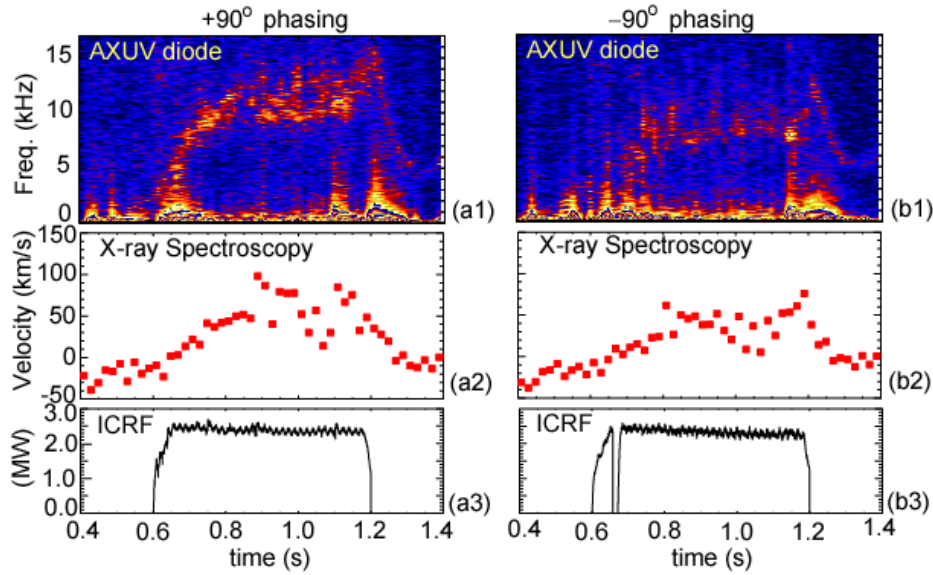 +90° phasing
−90° phasing
AXUV diode
AXUV diode
Freq. (kHz)
15
10
5
0
(a1)
(b1)
X-ray Spectroscopy
X-ray Spectroscopy
Velocity (km/s)
150
100
50
0
-50
(a2)
(b2)
ICRF
ICRF
(MW)
3.0
2.0
1.0
0.0
(a3)
(b3)
0.4 0.6 0.8 1.0 1.2 1.4
0.4 0.6 0.8 1.0 1.2 1.4
time (s)
time (s)